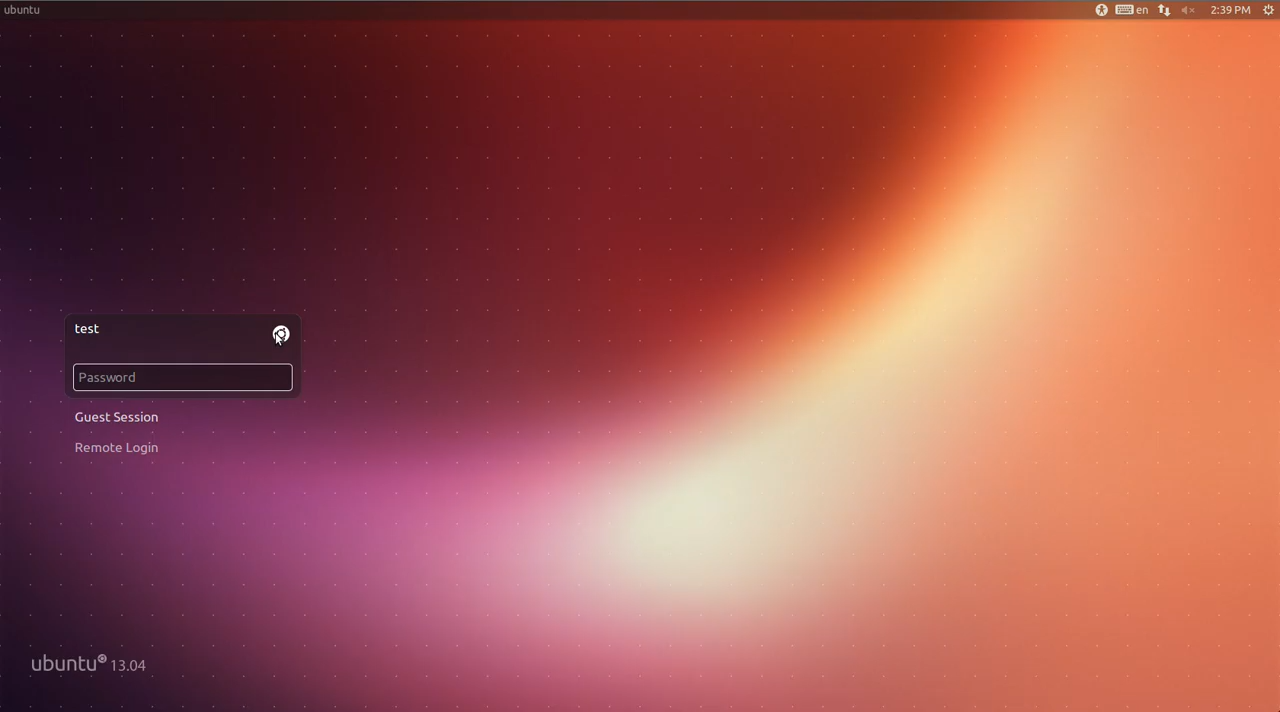 ubuntu
en
2:39 PM
test
Password
Guest Session
Remote Login
ubuntu 13.04